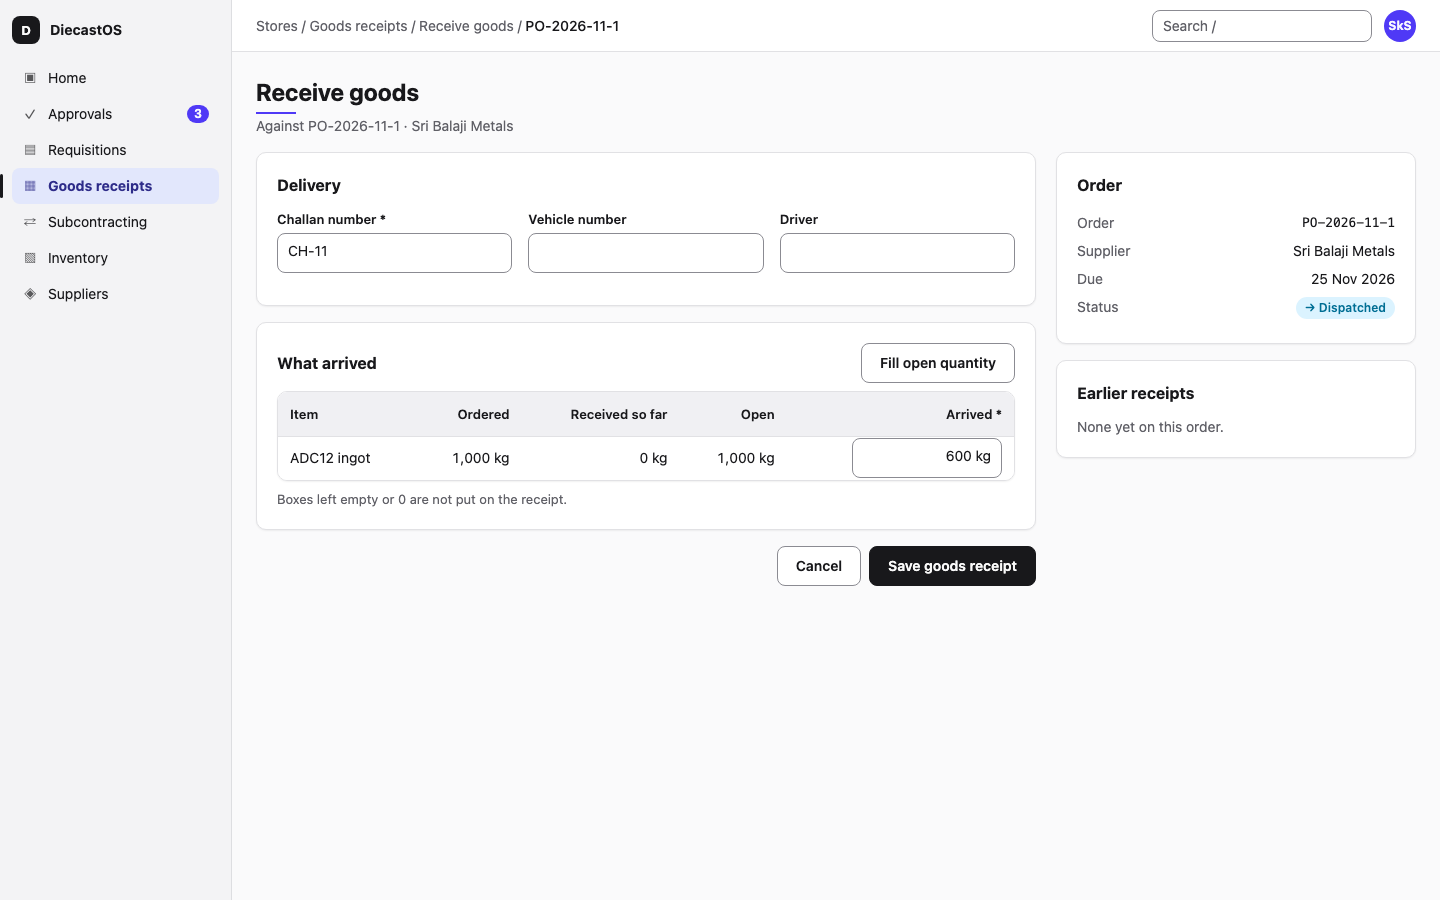 D DiecastOS
Home
Approvals 3
Requisitions
Goods receipts
Subcontracting
Inventory
Suppliers
Stores / Goods receipts / Receive goods / PO-2026-11-1
Search /
SkS
Receive goods
Against PO-2026-11-1 · Sri Balaji Metals
Delivery
Challan number * Vehicle number Driver
CH-11
What arrived
Fill open quantity
Item Ordered Received so far Open Arrived *
ADC12 ingot 1,000 kg 0 kg 1,000 kg 600 kg
Boxes left empty or 0 are not put on the receipt.
Cancel Save goods receipt
Order
Order PO-2026-11-1
Supplier Sri Balaji Metals
Due 25 Nov 2026
Status → Dispatched
Earlier receipts
None yet on this order.